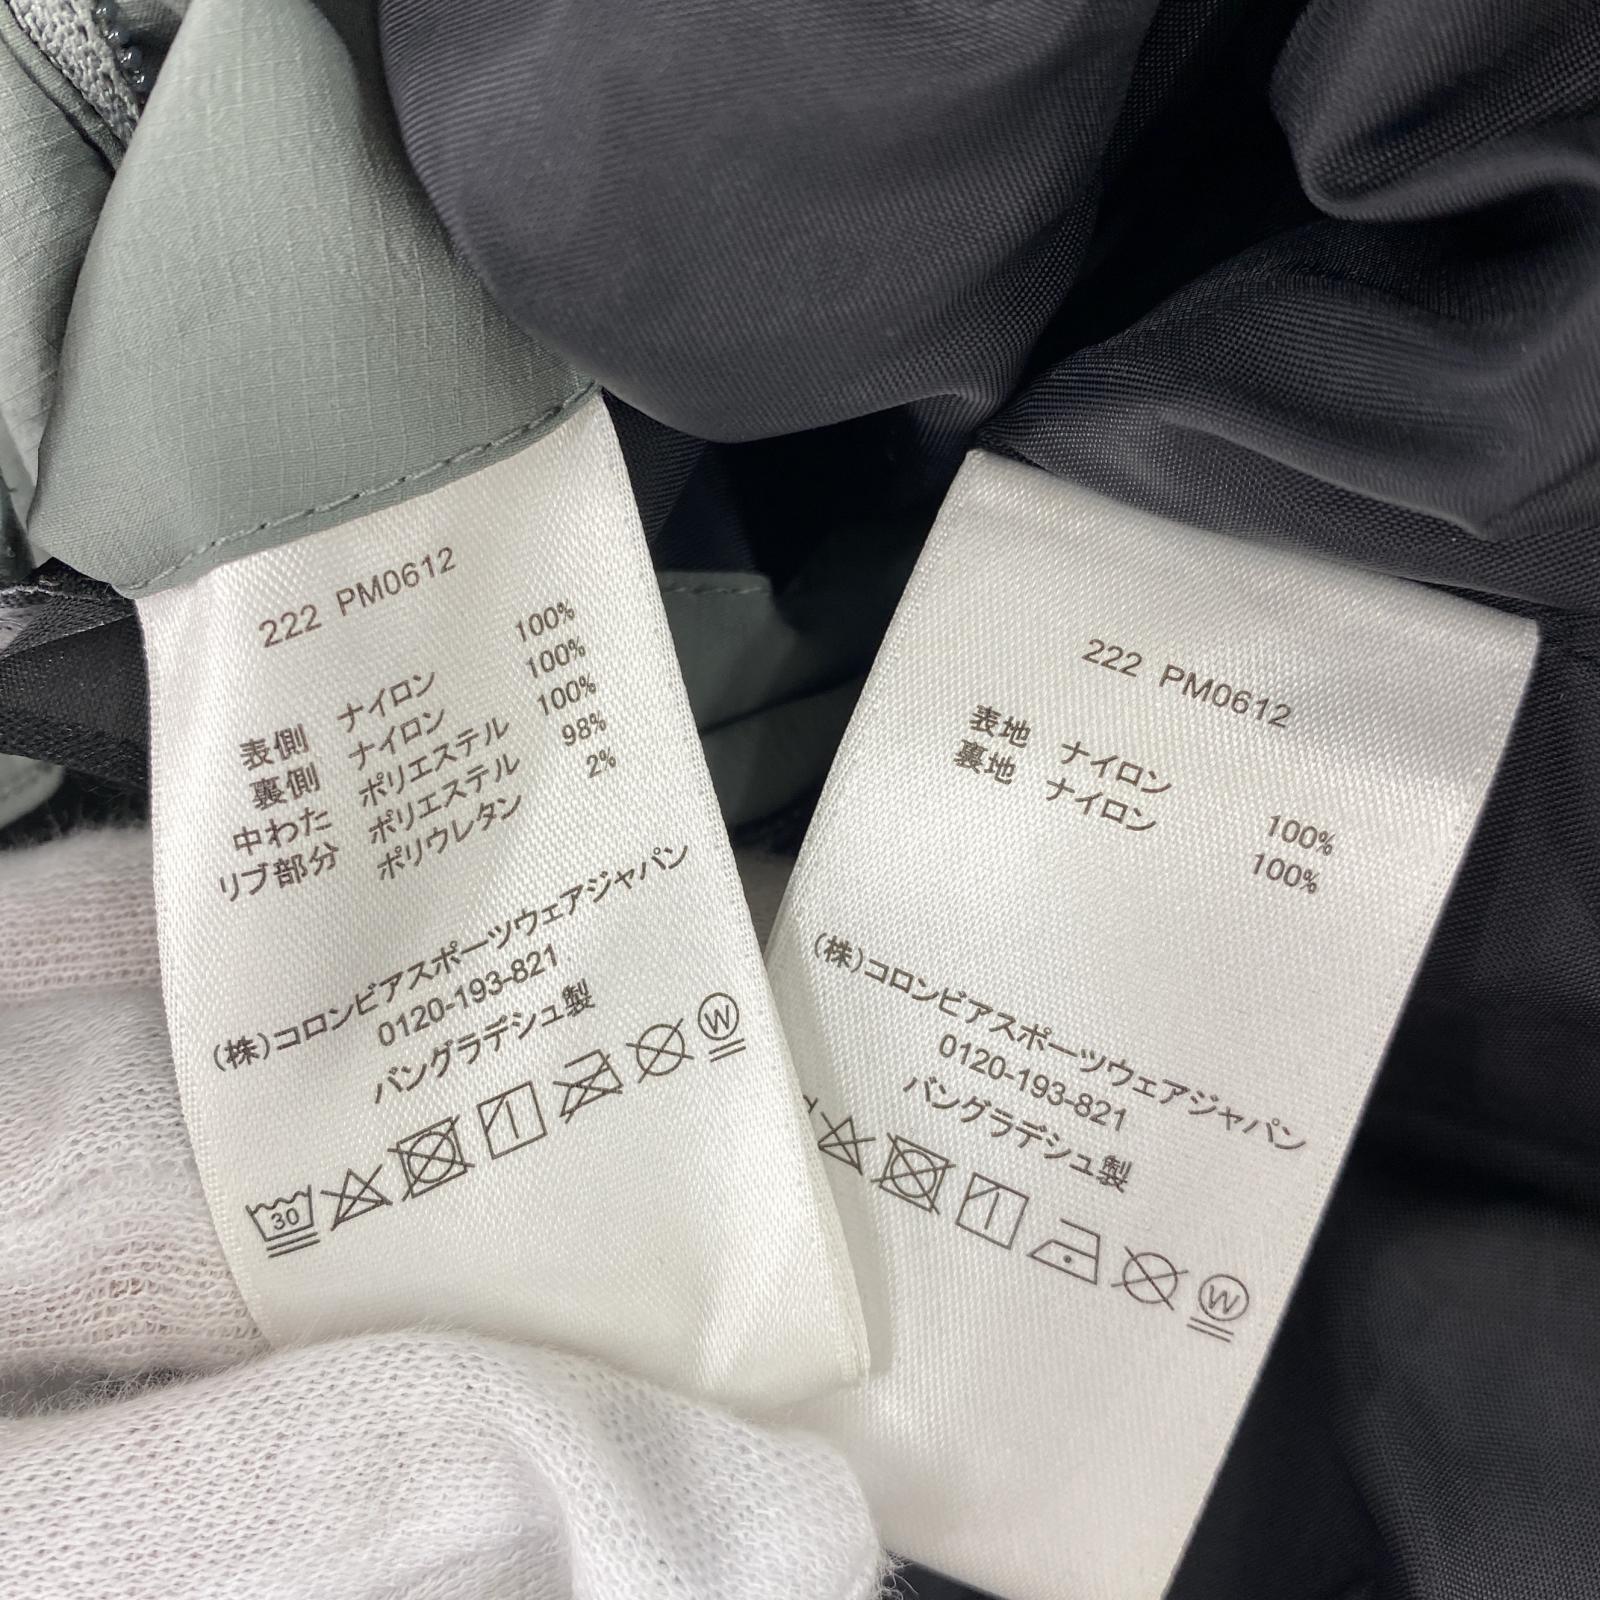 222 PM0612
表側 ナイロン 100%
裏側 ナイロン 100%
中わた ポリエステル 100%
リブ部分 ポリエステル 98%
ポリウレタン 2%
(株)コロンビアスポーツウェアジャパン
0120-193-821
バングラデシュ製
30
W
222 PM0612
表地 ナイロン 100%
裏地 ナイロン 100%
(株)コロンビアスポーツウェアジャパン
0120-193-821
バングラデシュ製
W